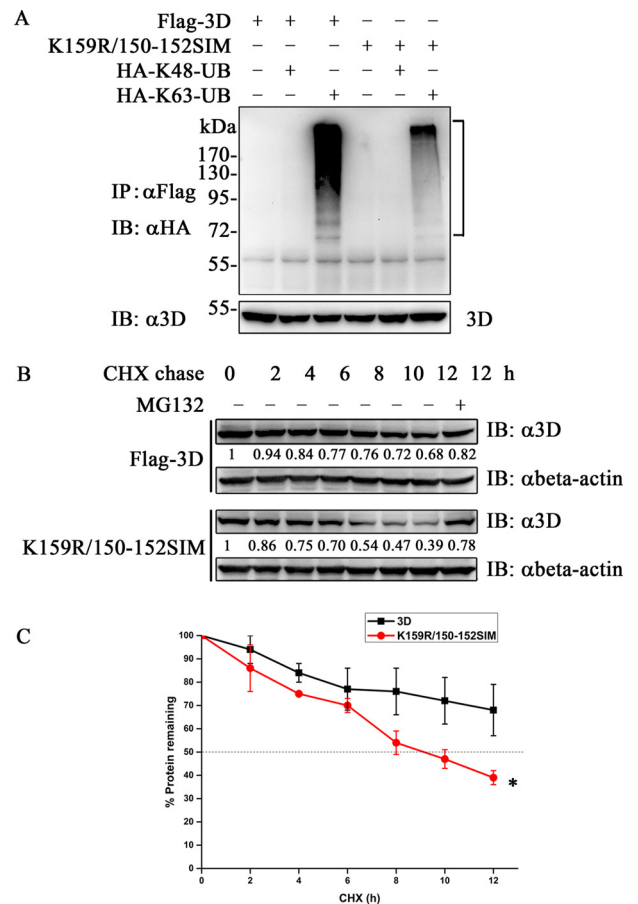 A
Flag-3D + + + − − −
K159R/150-152SIM − − − + + +
HA-K48-UB − + − − + −
HA-K63-UB − − + − − +
kDa
170-
130-
IP:αFlag
95-
IB: αHA
72-
55-
55-
IB: α3D
3D
B
CHX chase 0 2 4 6 8 10 12 12 h
MG132 − − − − − − − +
IB: α3D
Flag-3D
1 0.94 0.84 0.77 0.76 0.72 0.68 0.82
IB: αbeta-actin
IB: α3D
K159R/150-152SIM
1 0.86 0.75 0.70 0.54 0.47 0.39 0.78
IB: αbeta-actin
C
3D
K159R/150-152SIM
% Protein remaining
100
90
80
70
60
50
40
30
20
10
0
*
0 2 4 6 8 10 12
CHX (h)